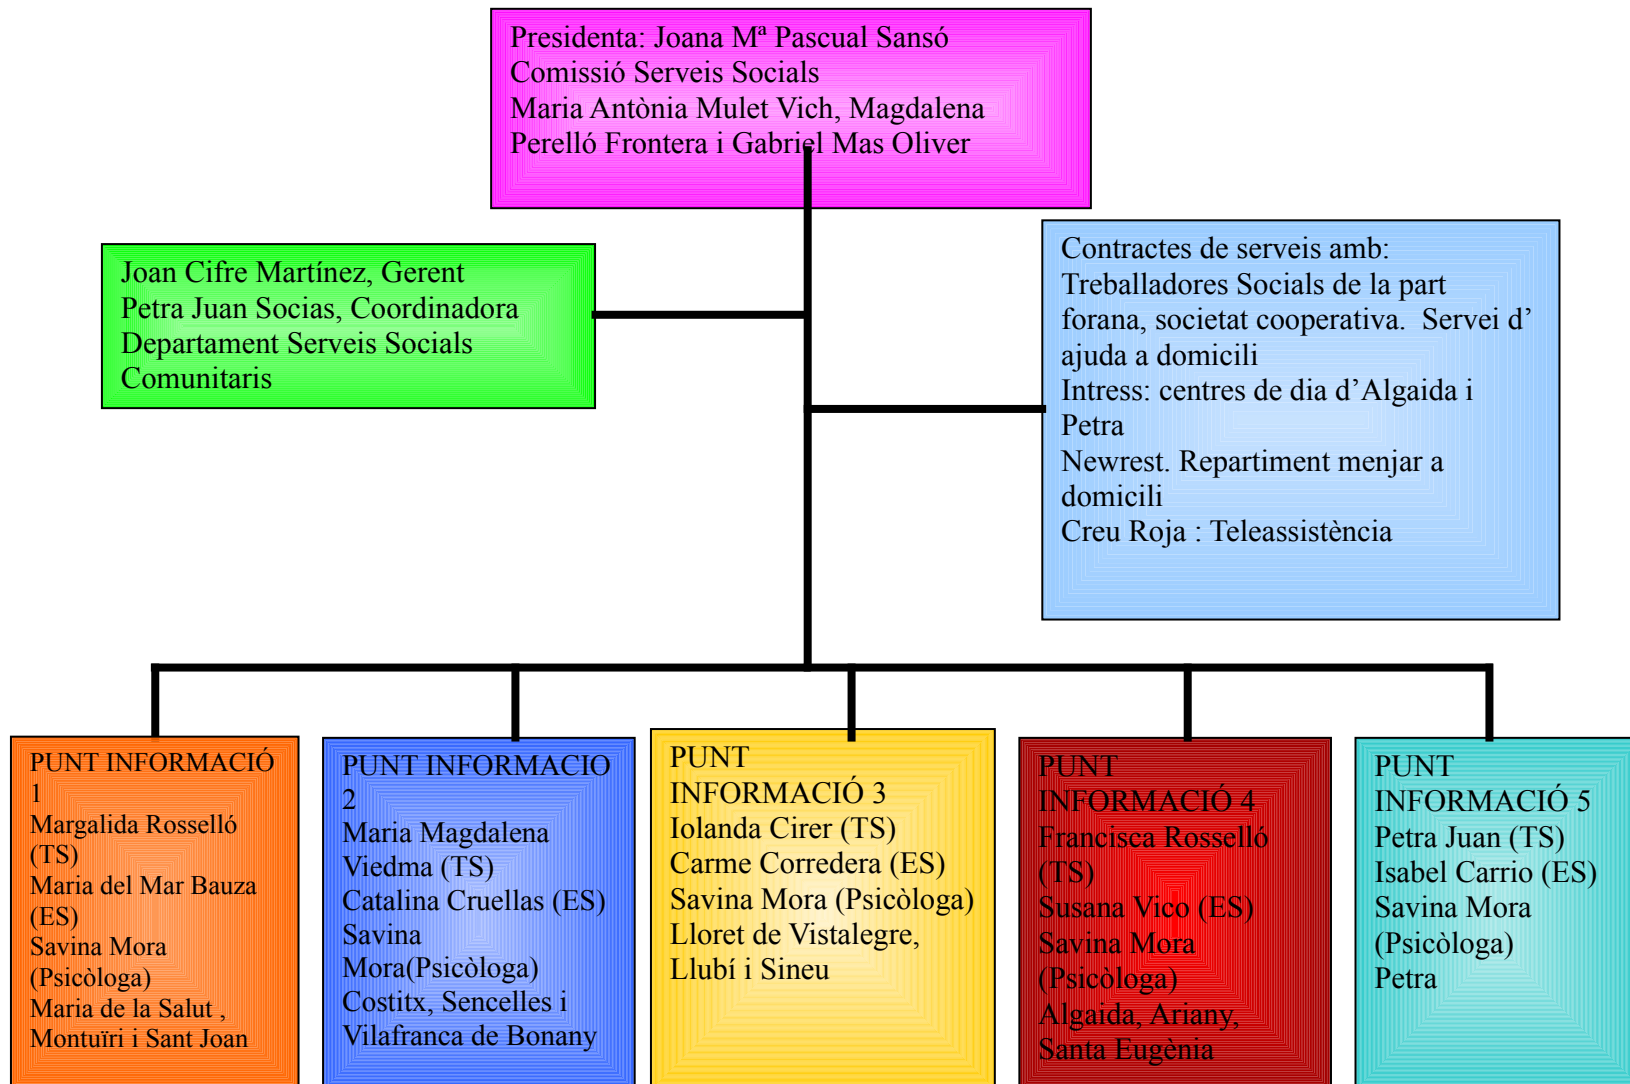 Presidenta: Joana Mª Pascual Sansó
Comissió Serveis Socials
Maria Antònia Mulet Vich, Magdalena
Perelló Frontera i Gabriel Mas Oliver
Joan Cifre Martínez, Gerent
Petra Juan Socias, Coordinadora
Departament Serveis Socials
Comunitaris
Contractes de serveis amb:
Treballadores Socials de la part
forana, societat cooperativa.  Servei d’
ajuda a domicili
Intress: centres de dia d’Algaida i
Petra
Newrest. Repartiment menjar a
domicili
Creu Roja : Teleassistència
PUNT INFORMACIÓ
1
Margalida Rosselló
(TS)
Maria del Mar Bauza
(ES)
Savina Mora
(Psicòloga)
Maria de la Salut ,
Montuïri i Sant Joan
PUNT INFORMACIO
2
Maria Magdalena
Viedma (TS)
Catalina Cruellas (ES)
Savina
Mora(Psicòloga)
Costitx, Sencelles i
Vilafranca de Bonany
PUNT
INFORMACIÓ 3
Iolanda Cirer (TS)
Carme Corredera (ES)
Savina Mora (Psicòloga)
Lloret de Vistalegre,
Llubí i Sineu
PUNT
INFORMACIÓ 4
Francisca Rosselló
(TS)
Susana Vico (ES)
Savina Mora
(Psicòloga)
Algaida, Ariany,
Santa Eugènia
PUNT
INFORMACIÓ 5
Petra Juan (TS)
Isabel Carrio (ES)
Savina Mora
(Psicòloga)
Petra